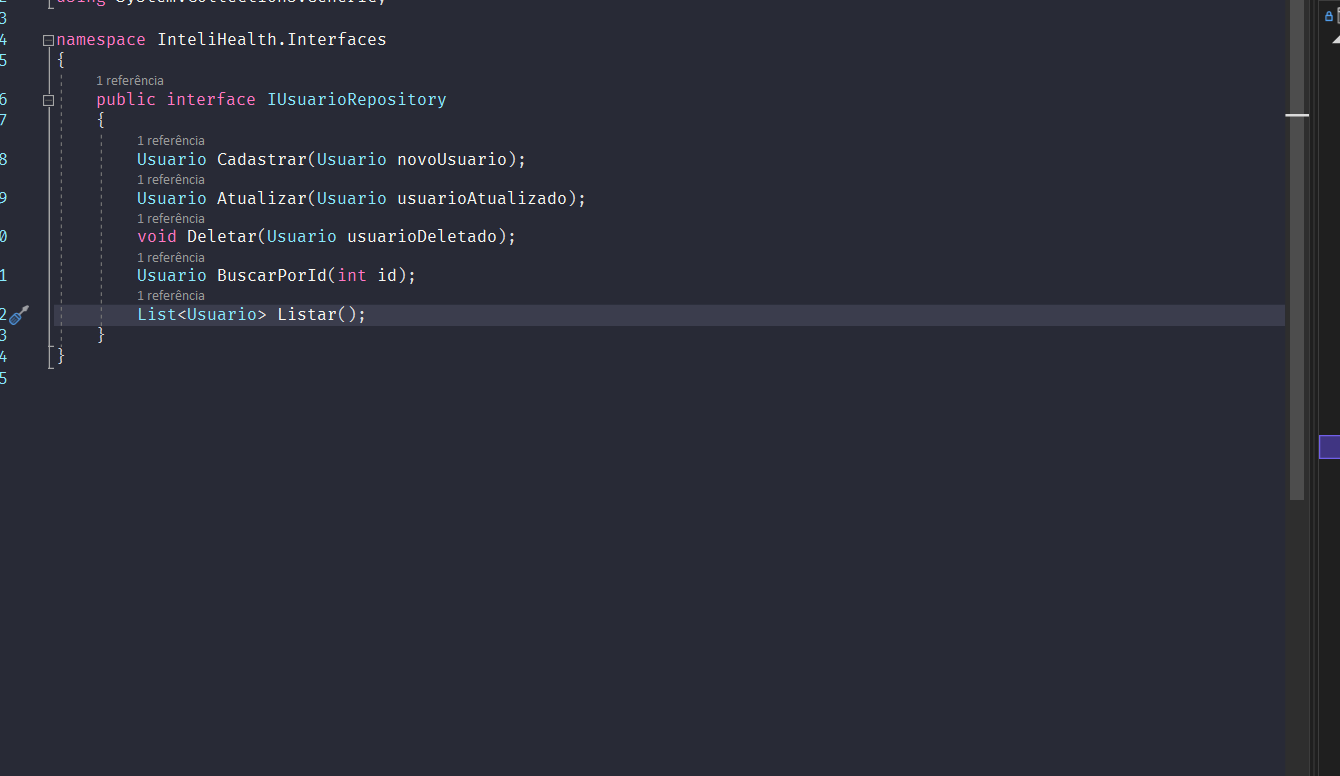 3
4 namespace InteliHealth.Interfaces
5 {
1 referência
6 public interface IUsuarioRepository
7 {
1 referência
8 Usuario Cadastrar(Usuario novoUsuario);
1 referência
9 Usuario Atualizar(Usuario usuarioAtualizado);
1 referência
0 void Deletar(Usuario usuarioDeletado);
1 referência
1 Usuario BuscarPorId(int id);
1 referência
2 List<Usuario> Listar();
3 }
4 }
5